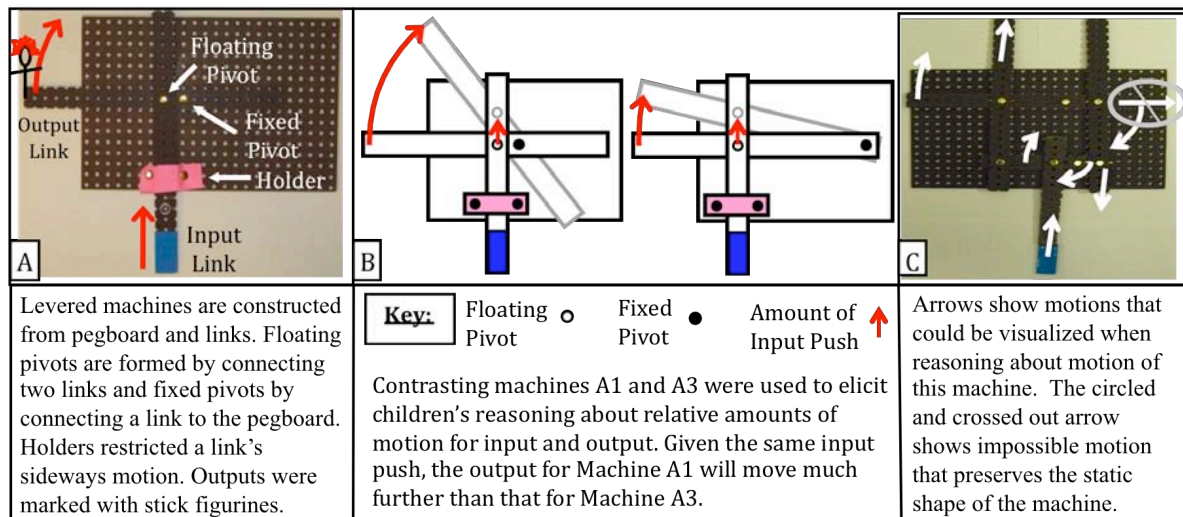 Floating
Pivot
Output
Link
Fixed
Pivot
Holder
Input
Link
A
B
C
Levered machines are constructed
from pegboard and links. Floating
pivots are formed by connecting
two links and fixed pivots by
connecting a link to the pegboard.
Holders restricted a link's
sideways motion. Outputs were
marked with stick figurines.
Key:
Floating
Pivot
Fixed
Pivot
Amount of
Input Push
Contrasting machines A1 and A3 were used to elicit
children's reasoning about relative amounts of
motion for input and output. Given the same input
push, the output for Machine A1 will move much
further than that for Machine A3.
Arrows show motions that
could be visualized when
reasoning about motion of
this machine.  The circled
and crossed out arrow
shows impossible motion
that preserves the static
shape of the machine.